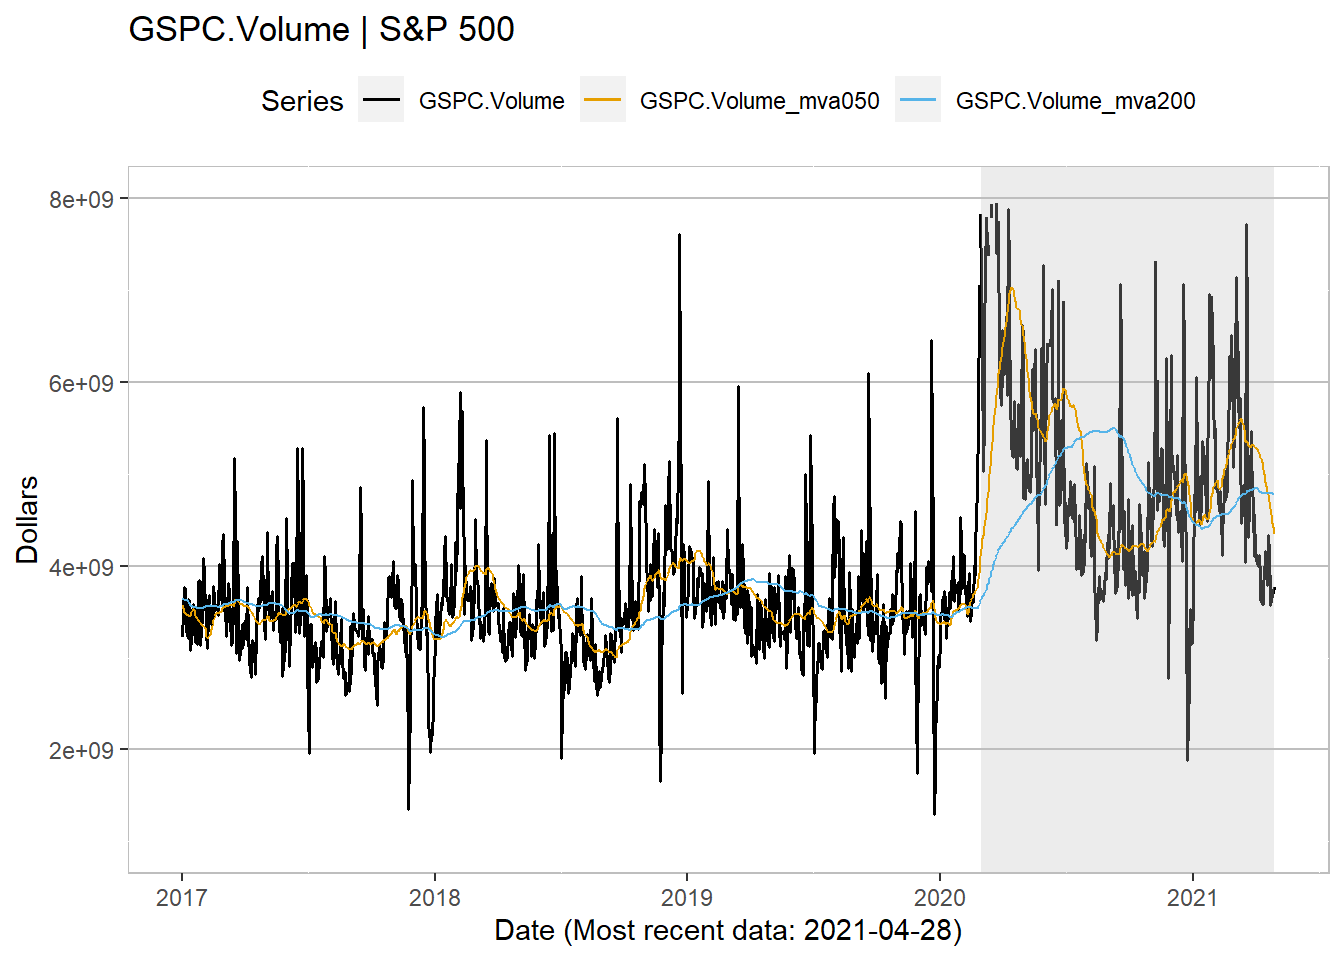 GSPC.Volume | S&P 500
Series GSPC.Volume GSPC.Volume_mva050 GSPC.Volume_mva200
8e+09
6e+09
4e+09
2e+09
Dollars
2017 2018 2019 2020 2021
Date (Most recent data: 2021-04-28)